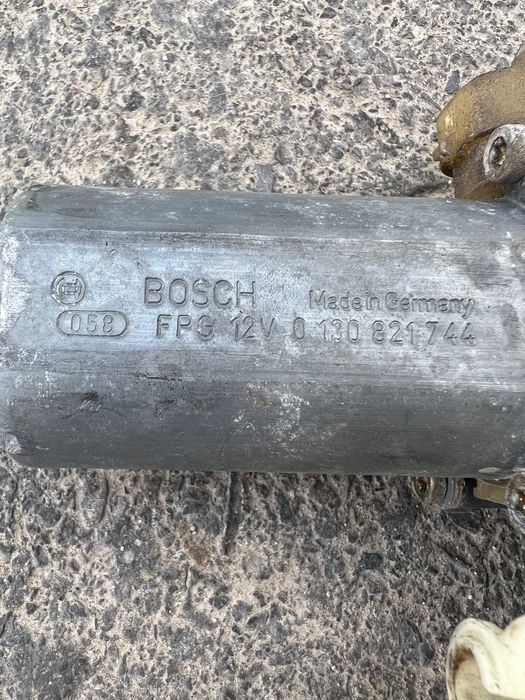 BOSCH Made in Germany
058 FPG 12V 0 130 821 744